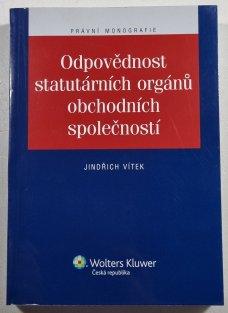 PRÁVNÍ MONOGRAFIE
Odpovědnost
statutárních orgánů
obchodních
společností
JINDŘICH VÍTEK
Wolters Kluwer
Česká republika